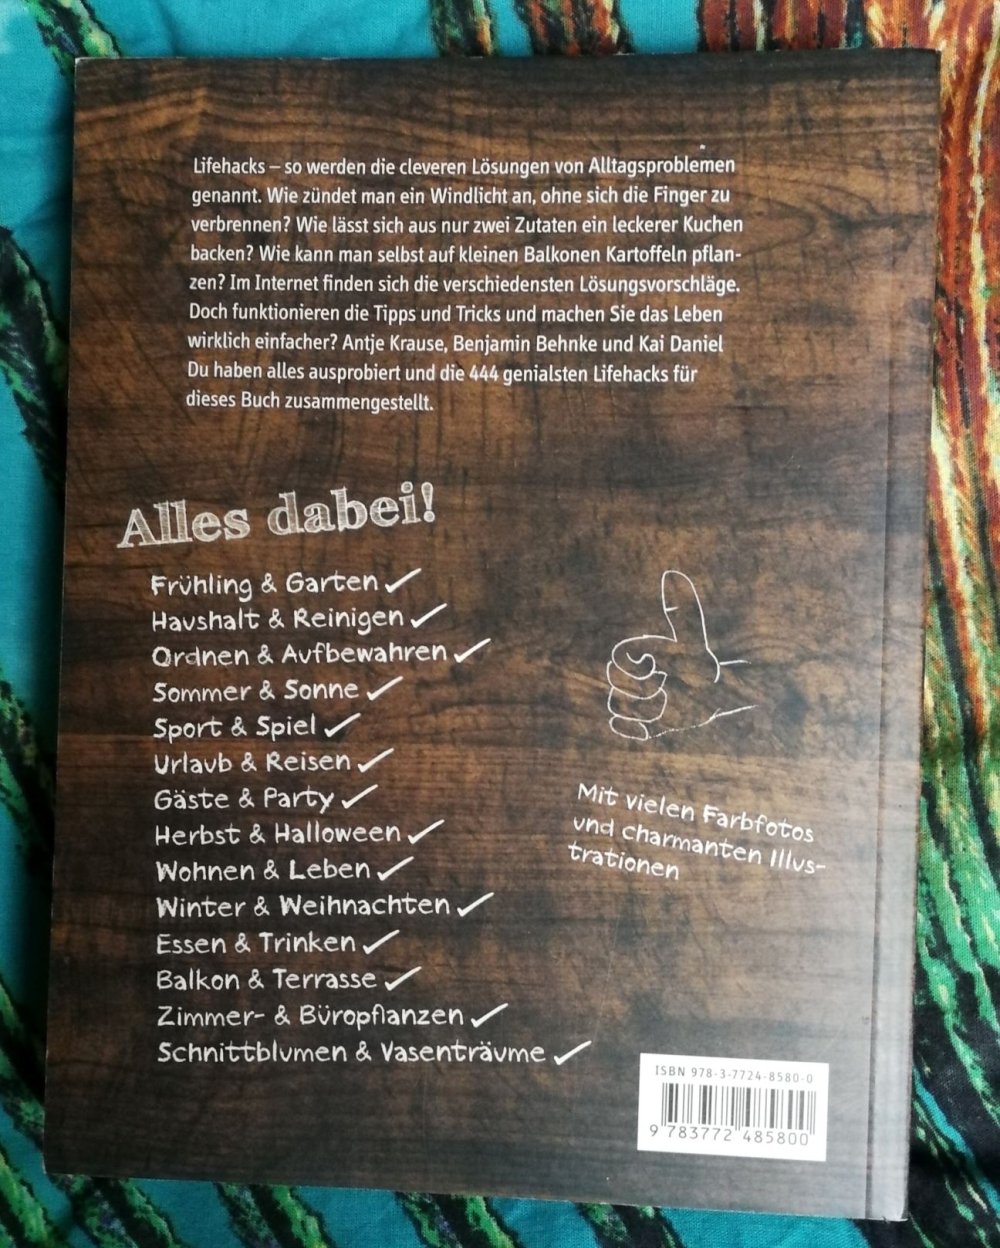 Lifehacks – so werden die cleveren Lösungen von Alltagsproblemen
genannt. Wie zündet man ein Windlicht an, ohne sich die Finger zu
verbrennen? Wie lässt sich aus nur zwei Zutaten ein leckerer Kuchen
backen? Wie kann man selbst auf kleinen Balkonen Kartoffeln pflan-
zen? Im Internet finden sich die verschiedensten Lösungsvorschläge.
Doch funktionieren die Tipps und Tricks und machen Sie das Leben
wirklich einfacher? Antje Krause, Benjamin Behnke und Kai Daniel
Du haben alles ausprobiert und die 444 genialsten Lifehacks für
dieses Buch zusammengestellt.
Alles dabei!
Frühling & Garten ✓
Haushalt & Reinigen ✓
Ordnen & Aufbewahren ✓
Sommer & Sonne ✓
Sport & Spiel ✓
Urlaub & Reisen ✓
Gäste & Party ✓
Herbst & Halloween ✓
Wohnen & Leben ✓
Winter & Weihnachten ✓
Essen & Trinken ✓
Balkon & Terrasse ✓
Zimmer- & Büropflanzen ✓
Schnittblumen & Vasenträume ✓
Mit vielen Farbfotos
und charmanten Illus-
trationen
ISBN 978-3-7724-8580-0
9 783772 485800